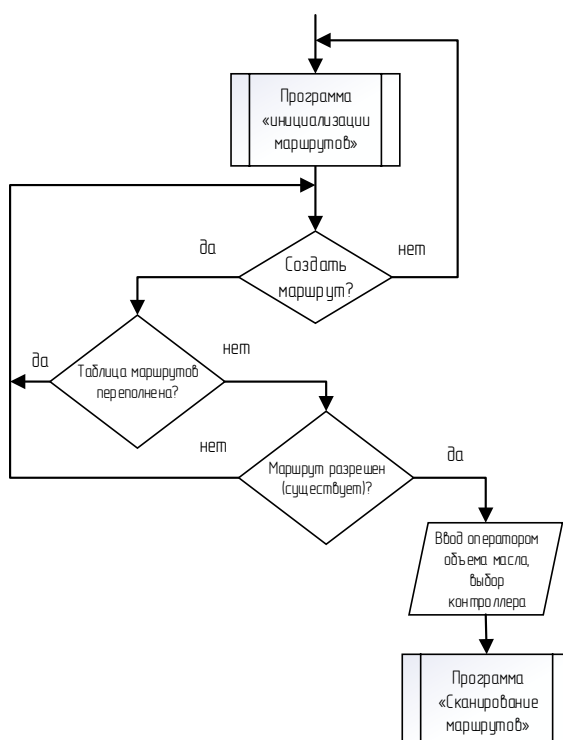 Программа
«инициализации
маршрутов»
да
нет
Создать
маршрут?
да
нет
Таблица маршрутов
переполнена?
нет
да
Маршрут разрешен
(существует)?
Ввод оператором
объема масла,
выбор
контроллера
Программа
«Сканирование
маршрутов»